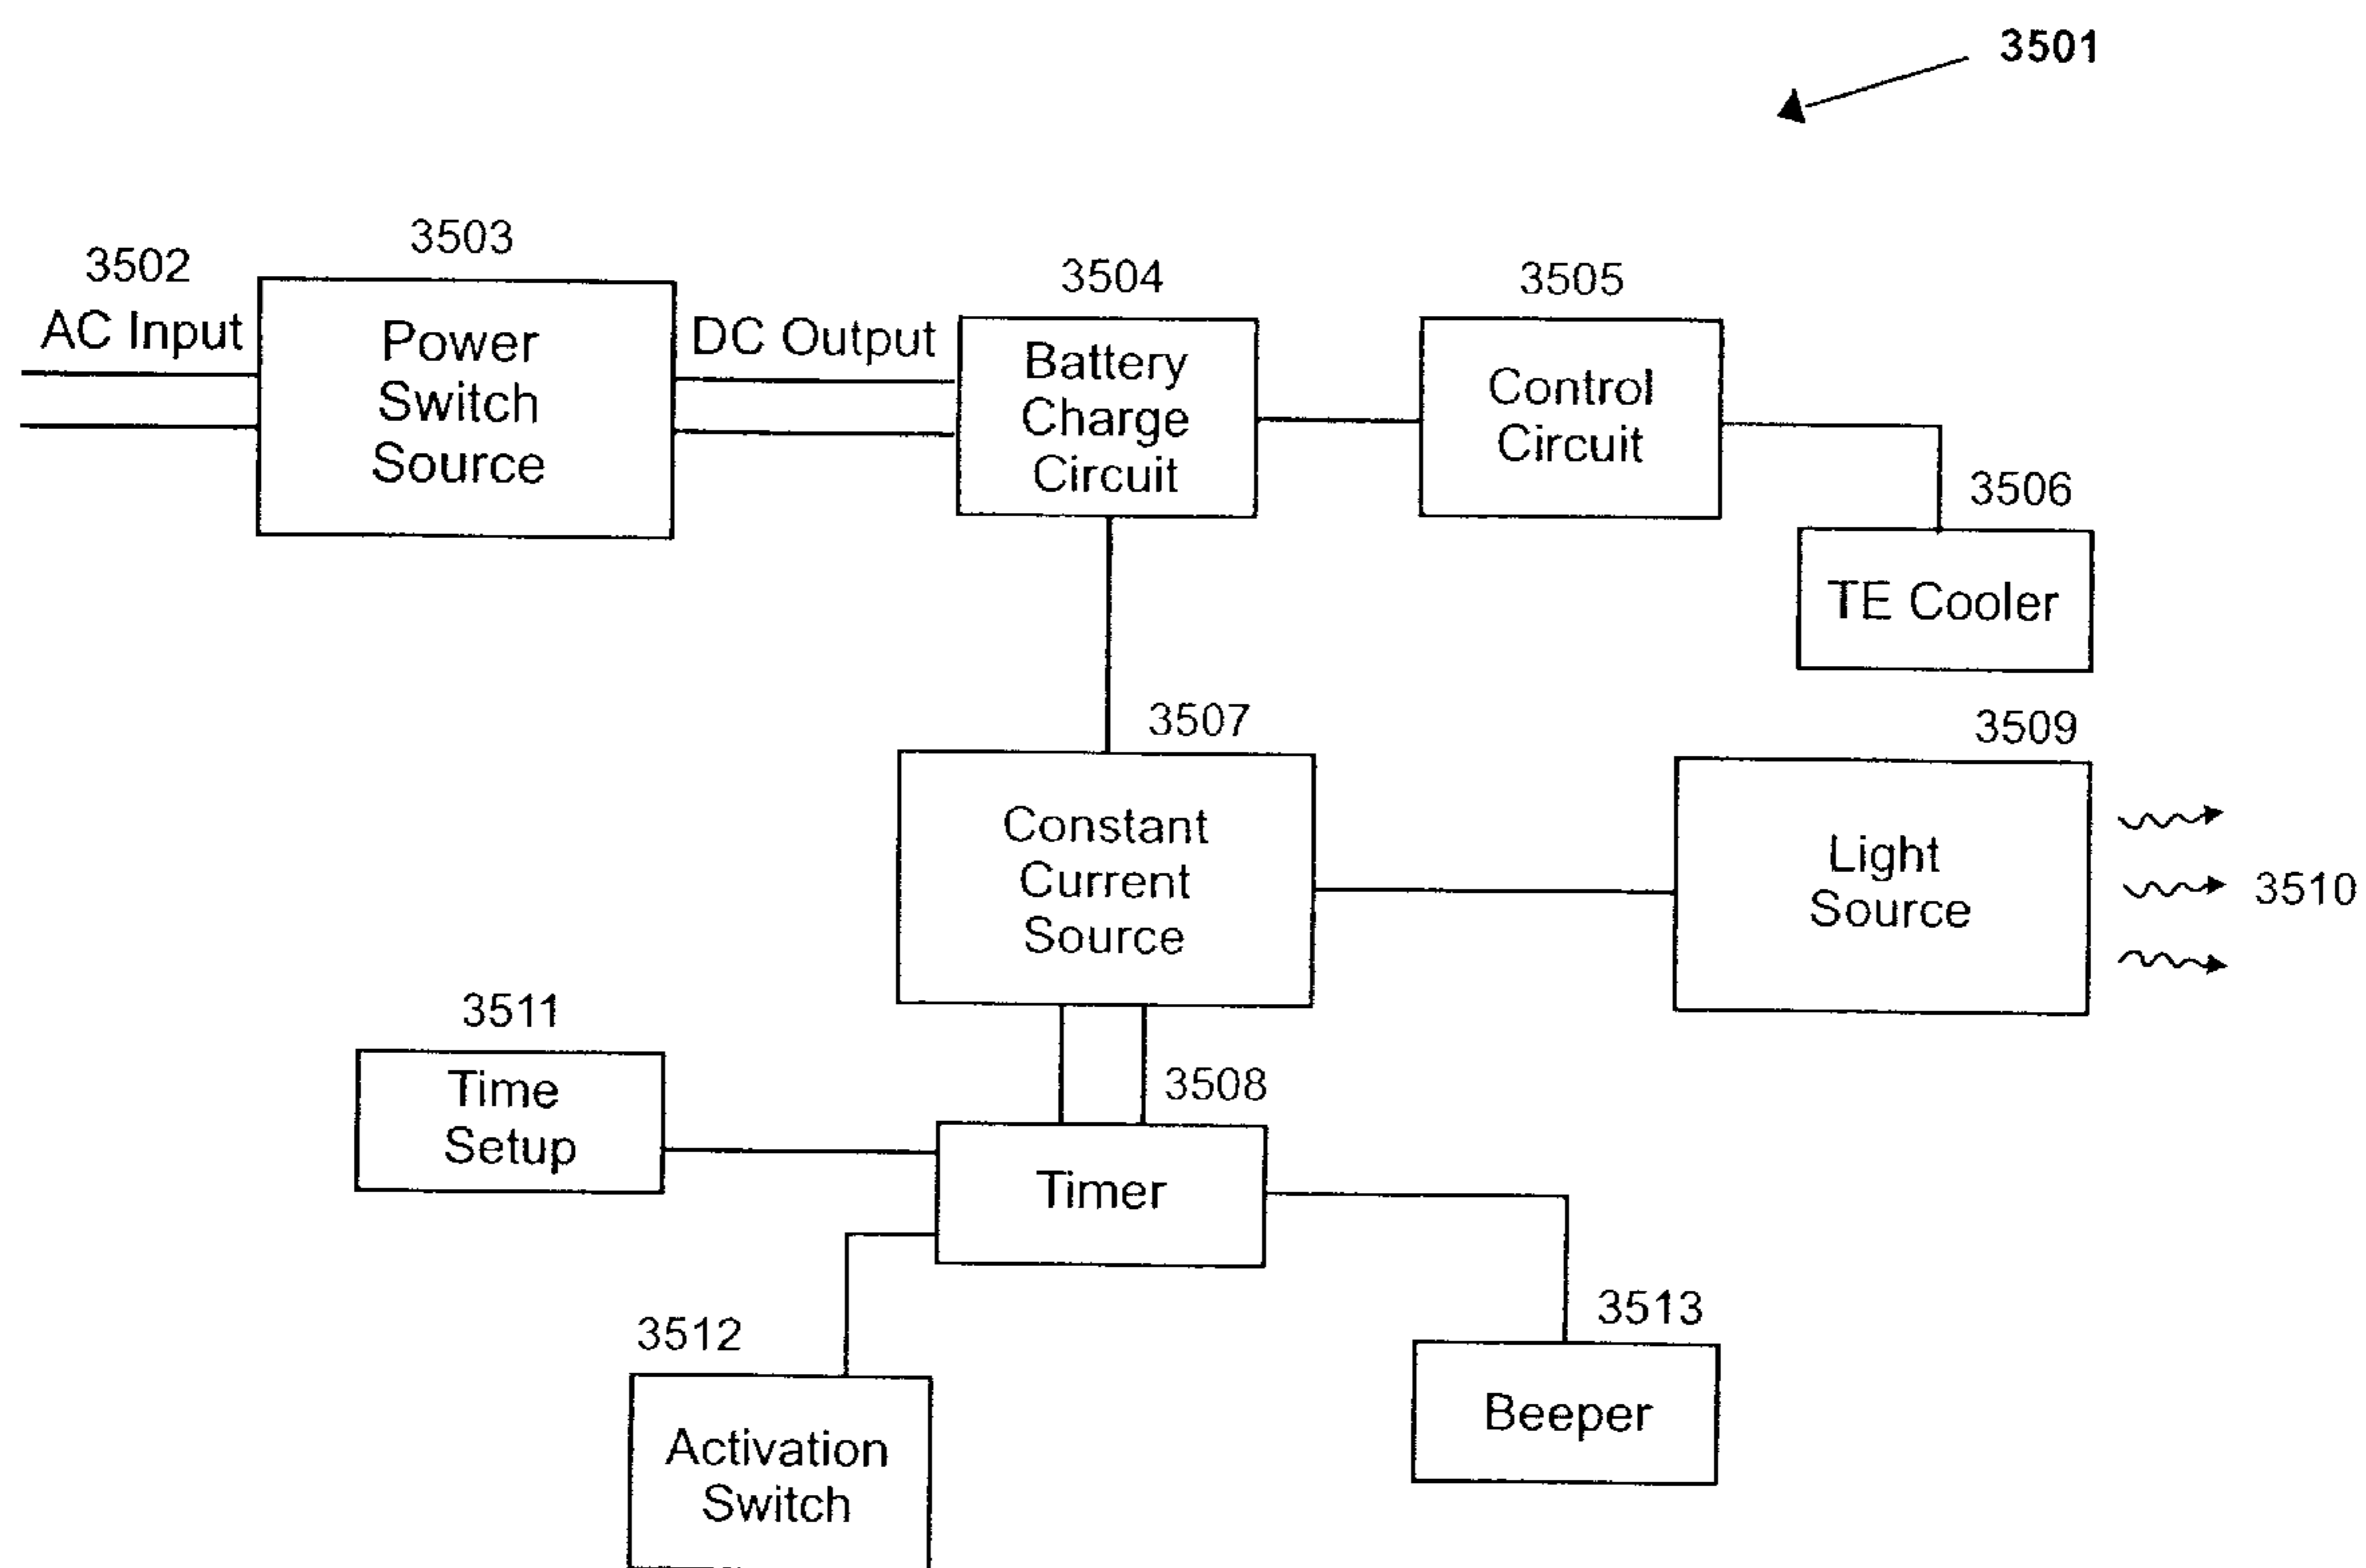 3501
3503
3502
AC Input
Power
Switch
Source
DC Output
3504
Battery
Charge
Circuit
3505
Control
Circuit
3506
TE Cooler
3507
Constant
Current
Source
3509
Light
Source
3510
3511
Time
Setup
3508
Timer
3512
Activation
Switch
3513
Beeper